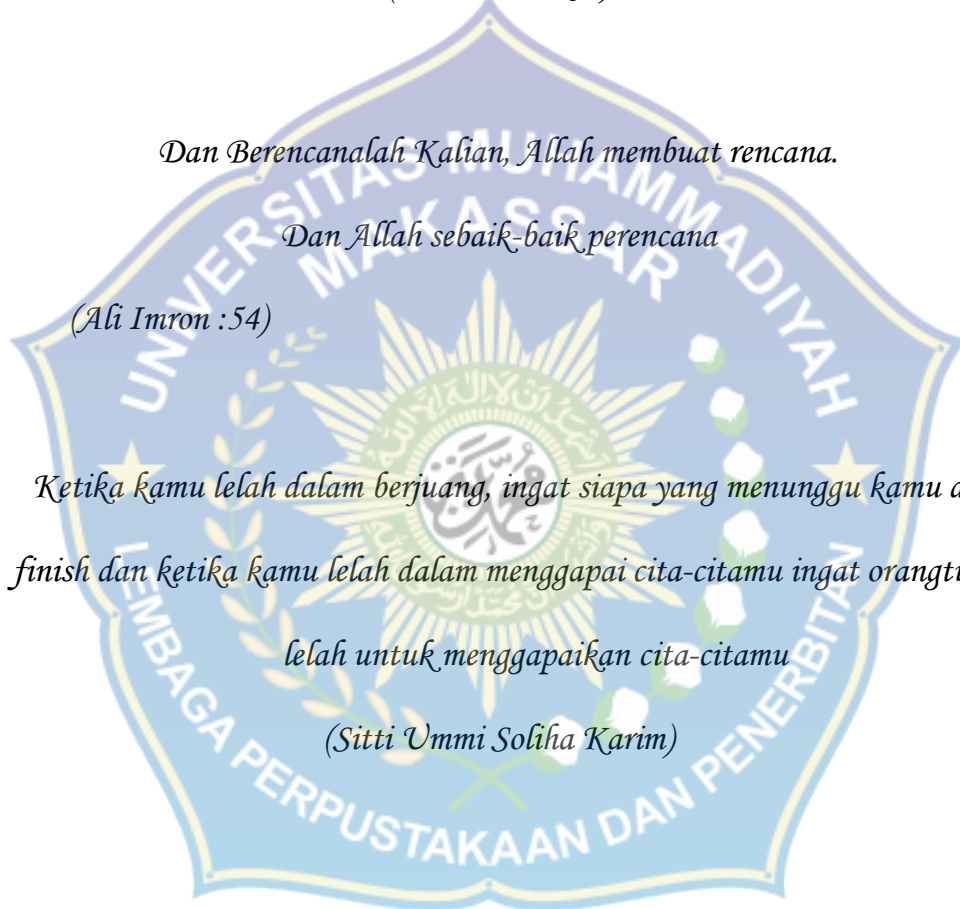 Dan Berencanalah Kalian, Allah membuat rencana.
Dan Allah sebaik-baik perencana
(Ali Imron :54)
Ketika kamu lelah dalam berjuang, ingat siapa yang menunggu kamu
finish dan ketika kamu lelah dalam menggapai cita-citamu ingat
lelah untuk menggapaikan cita-citamu
(Sitti Ummi Soliha Karim)
UNIVERSITAS MUHAMMADIYAH
MAKASSAR
LEMBAGA PERPUSTAKAAN DAN PENERBITAN